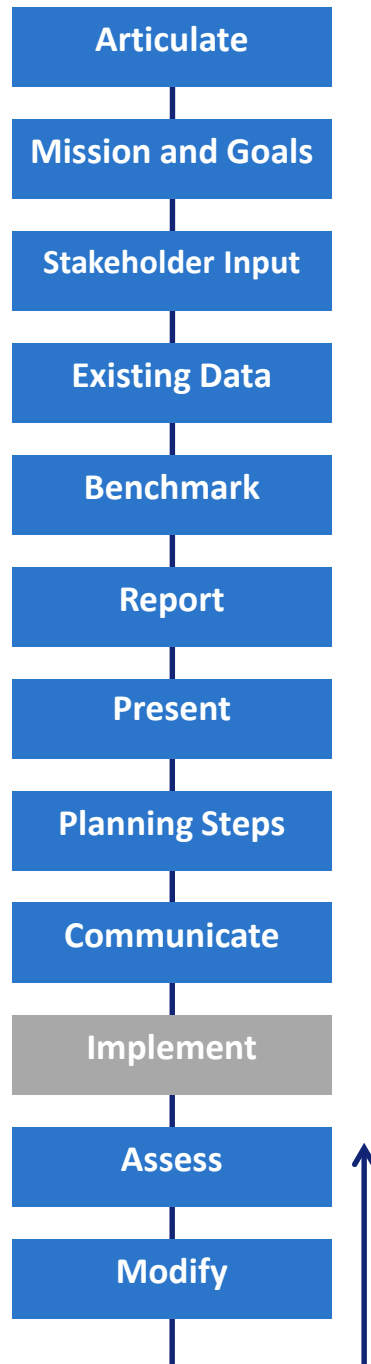 Articulate
Mission and Goals
Stakeholder Input
Existing Data
Benchmark
Report
Present
Planning Steps
Communicate
Implement
Assess
Modify